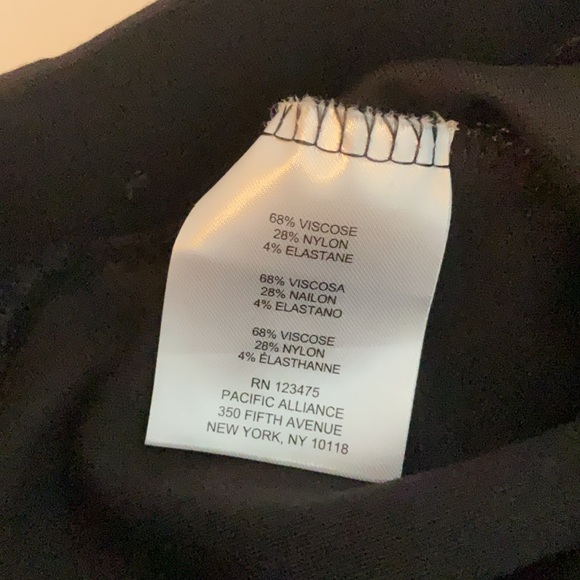 68% VISCOSE
28% NYLON
4% ELASTANE
68% VISCOSA
28% NAILON
4% ELASTANO
68% VISCOSE
28% NYLON
4% ÉLASTHANNE
RN 123475
PACIFIC ALLIANCE
350 FIFTH AVENUE
NEW YORK, NY 10118